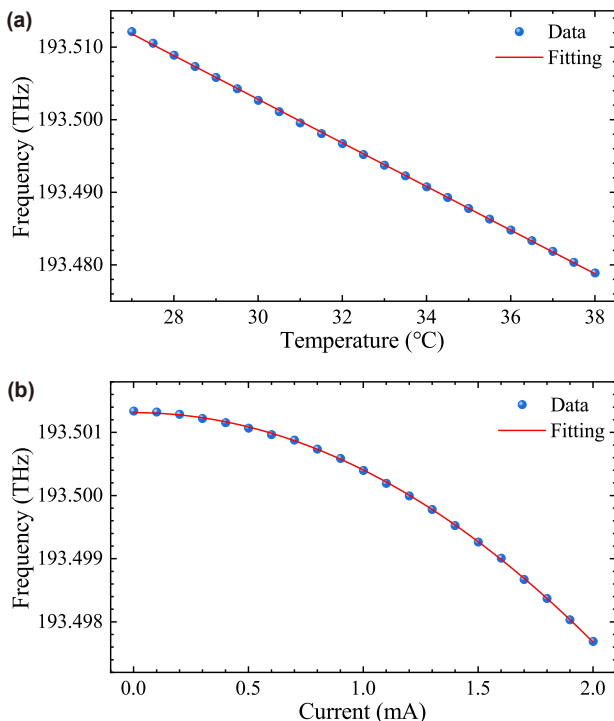 (a)
Data
Fitting
193.510
193.500
193.490
193.480
Frequency (THz)
28 30 32 34 36 38
Temperature (℃)
(b)
Data
Fitting
193.501
193.500
193.499
193.498
Frequency (THz)
0.0 0.5 1.0 1.5 2.0
Current (mA)